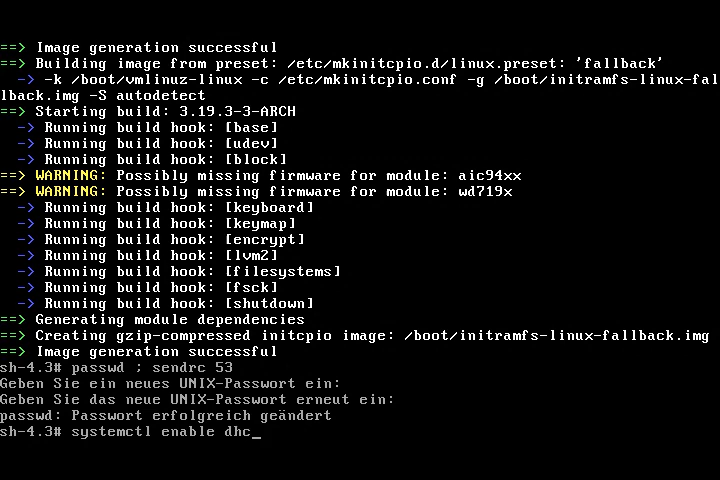 ==> Image generation successful
==> Building image from preset: /etc/mkinitcpio.d/linux.preset: 'fallback'
  -> -k /boot/vmlinuz-linux -c /etc/mkinitcpio.conf -g /boot/initramfs-linux-fal
lback.img -S autodetect
==> Starting build: 3.19.3-3-ARCH
  -> Running build hook: [base]
  -> Running build hook: [udev]
  -> Running build hook: [block]
==> WARNING: Possibly missing firmware for module: aic94xx
==> WARNING: Possibly missing firmware for module: wd719x
  -> Running build hook: [keyboard]
  -> Running build hook: [keymap]
  -> Running build hook: [encrypt]
  -> Running build hook: [lvm2]
  -> Running build hook: [filesystems]
  -> Running build hook: [fsck]
  -> Running build hook: [shutdown]
==> Generating module dependencies
==> Creating gzip-compressed initcpio image: /boot/initramfs-linux-fallback.img
==> Image generation successful
sh-4.3# passwd ; sendrc 53
Geben Sie ein neues UNIX-Passwort ein:
Geben Sie das neue UNIX-Passwort erneut ein:
passwd: Passwort erfolgreich geändert
sh-4.3# systemctl enable dhc_